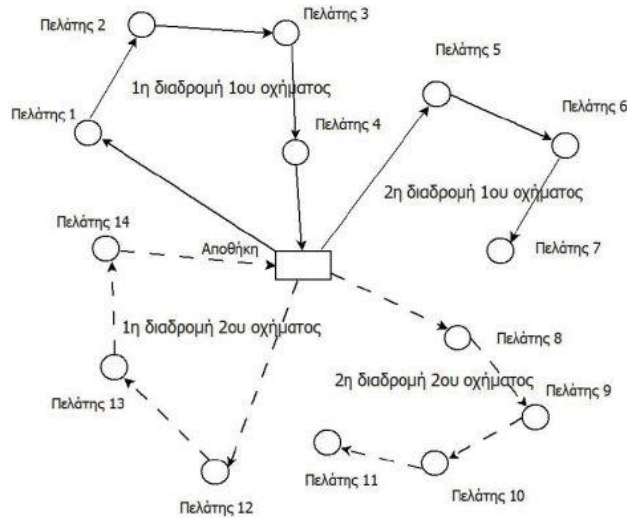 Πελάτης 2
Πελάτης 3
1η διαδρομή 1ου οχήματος
Πελάτης 1
Πελάτης 4
Πελάτης 5
Πελάτης 6
2η διαδρομή 1ου οχήματος
Πελάτης 7
Πελάτης 14
Αποθήκη
1η διαδρομή 2ου οχήματος
Πελάτης 13
Πελάτης 12
Πελάτης 8
2η διαδρομή 2ου οχήματος
Πελάτης 9
Πελάτης 11
Πελάτης 10